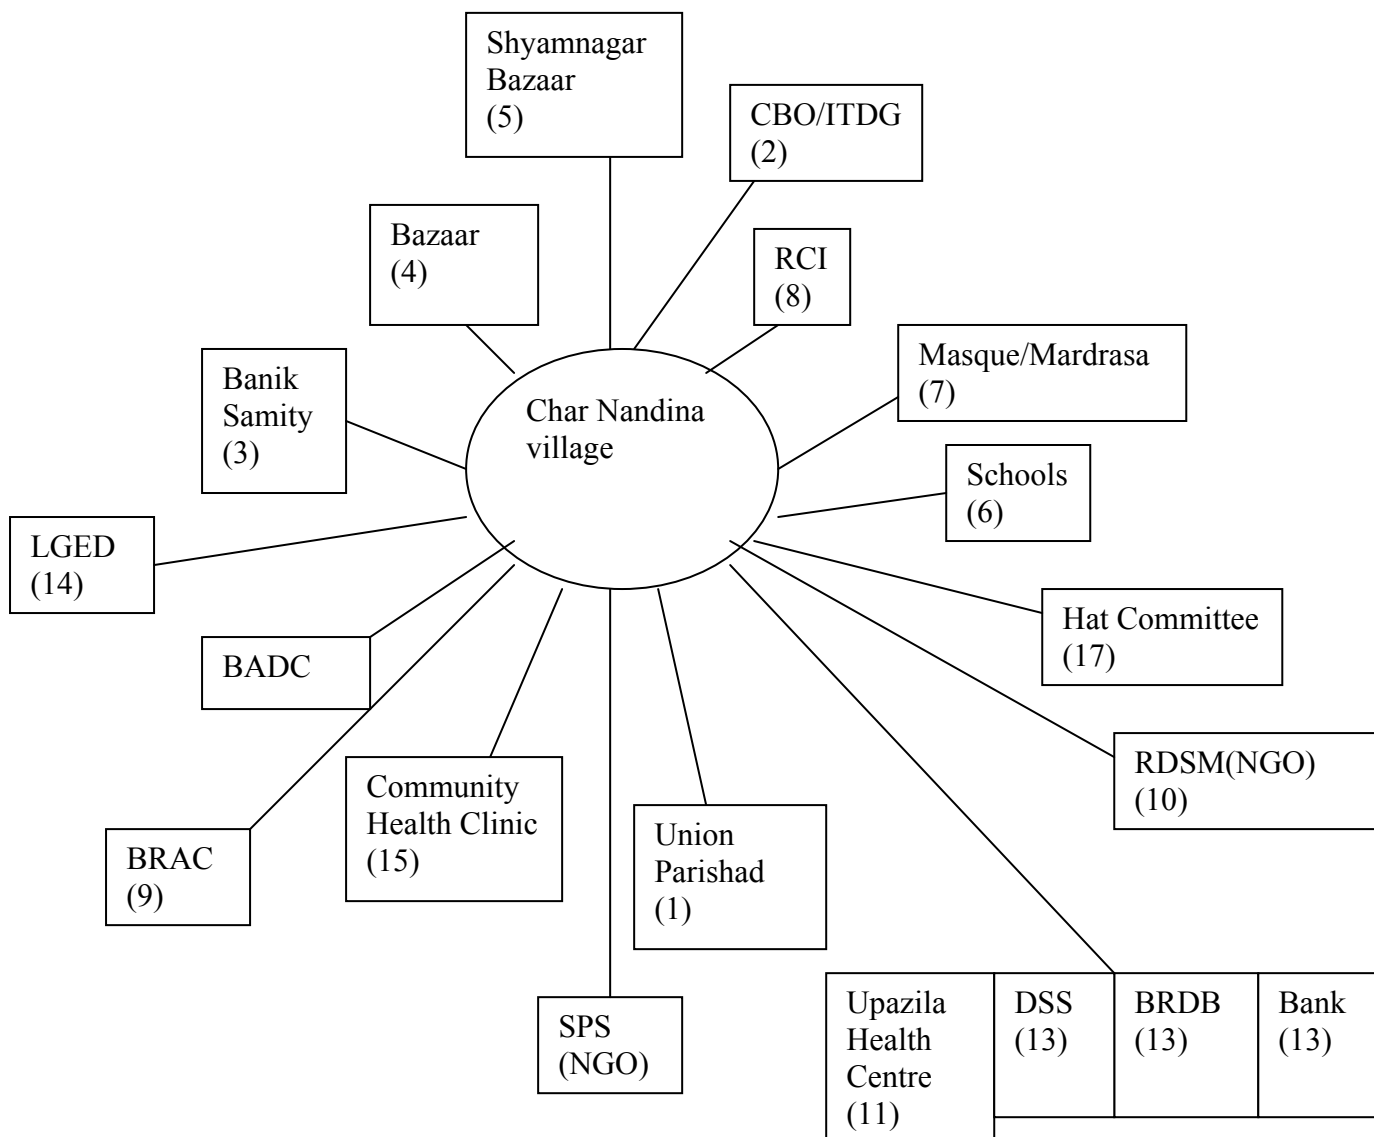 Shyamnagar
Bazaar
(5)
CBO/ITDG
(2)
Bazaar
(4)
RCI
(8)
Masque/Mardrasa
(7)
Banik
Samity
(3)
Char Nandina
village
Schools
(6)
LGED
(14)
Hat Committee
(17)
BADC
RDSM(NGO)
(10)
Community
Health Clinic
(15)
Union
Parishad
(1)
BRAC
(9)
SPS
(NGO)
Upazila
Health
Centre
(11)
DSS
(13)
BRDB
(13)
Bank
(13)